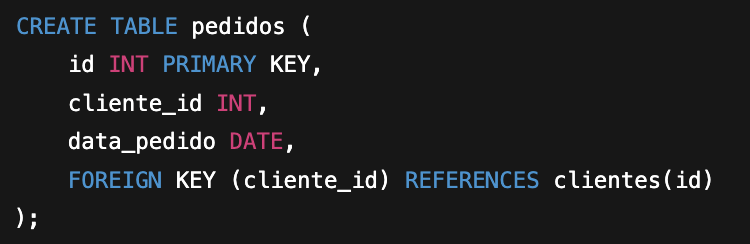 CREATE TABLE pedidos (
    id INT PRIMARY KEY,
    cliente_id INT,
    data_pedido DATE,
    FOREIGN KEY (cliente_id) REFERENCES clientes(id)
);